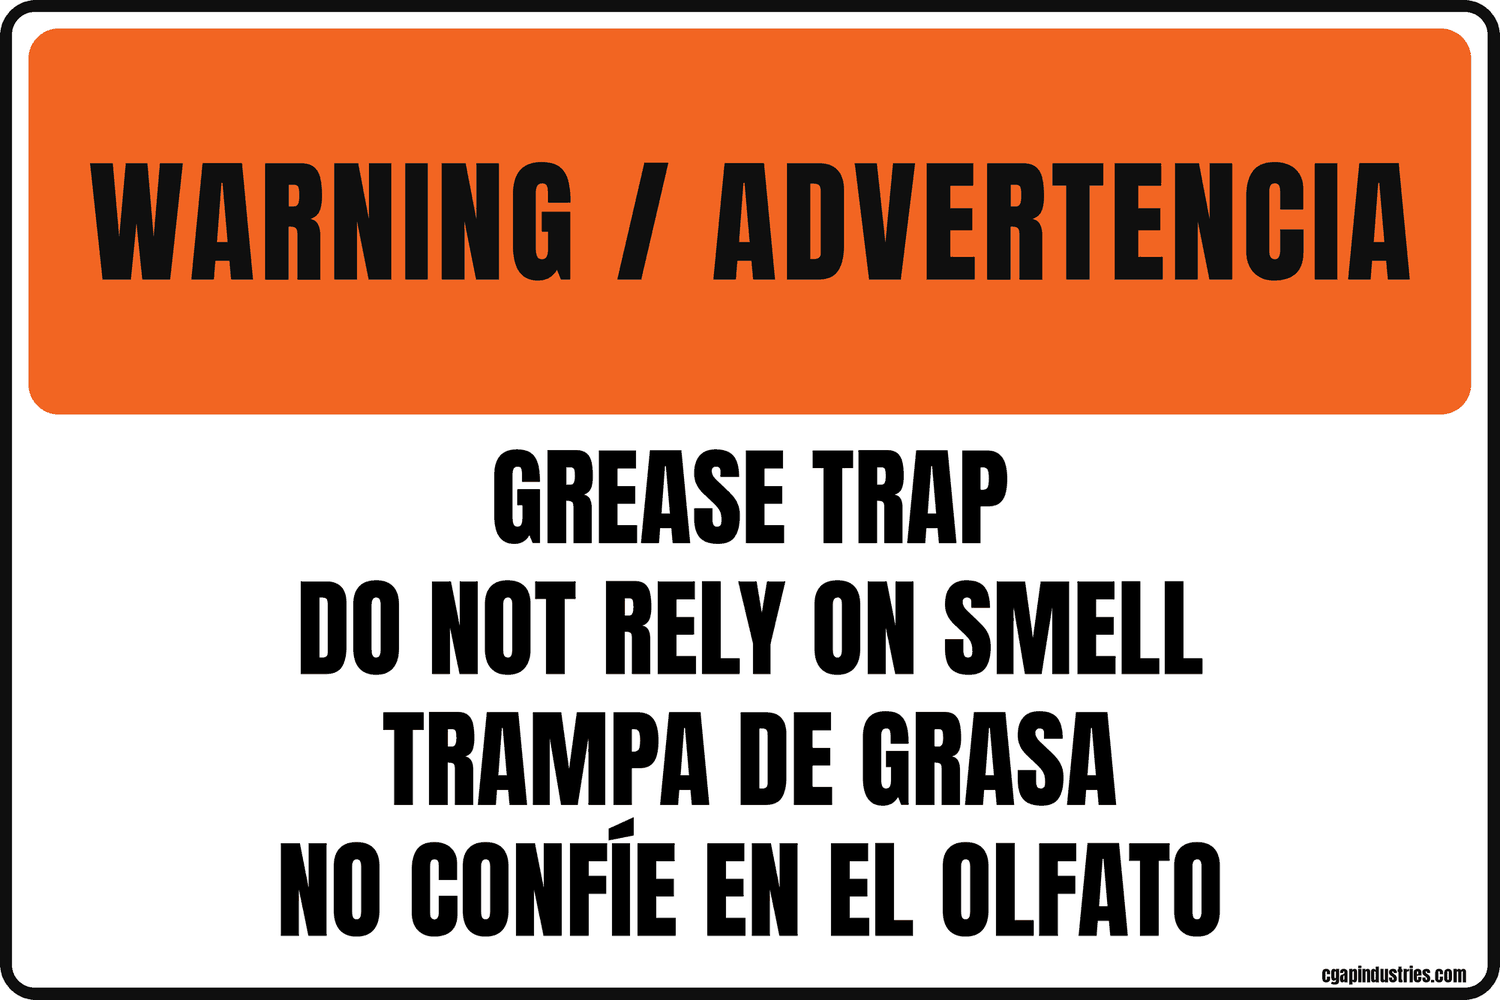 WARNING / ADVERTENCIA
GREASE TRAP
DO NOT RELY ON SMELL
TRAMPA DE GRASA
NO CONFÍE EN EL OLFATO
cgapindustries.com